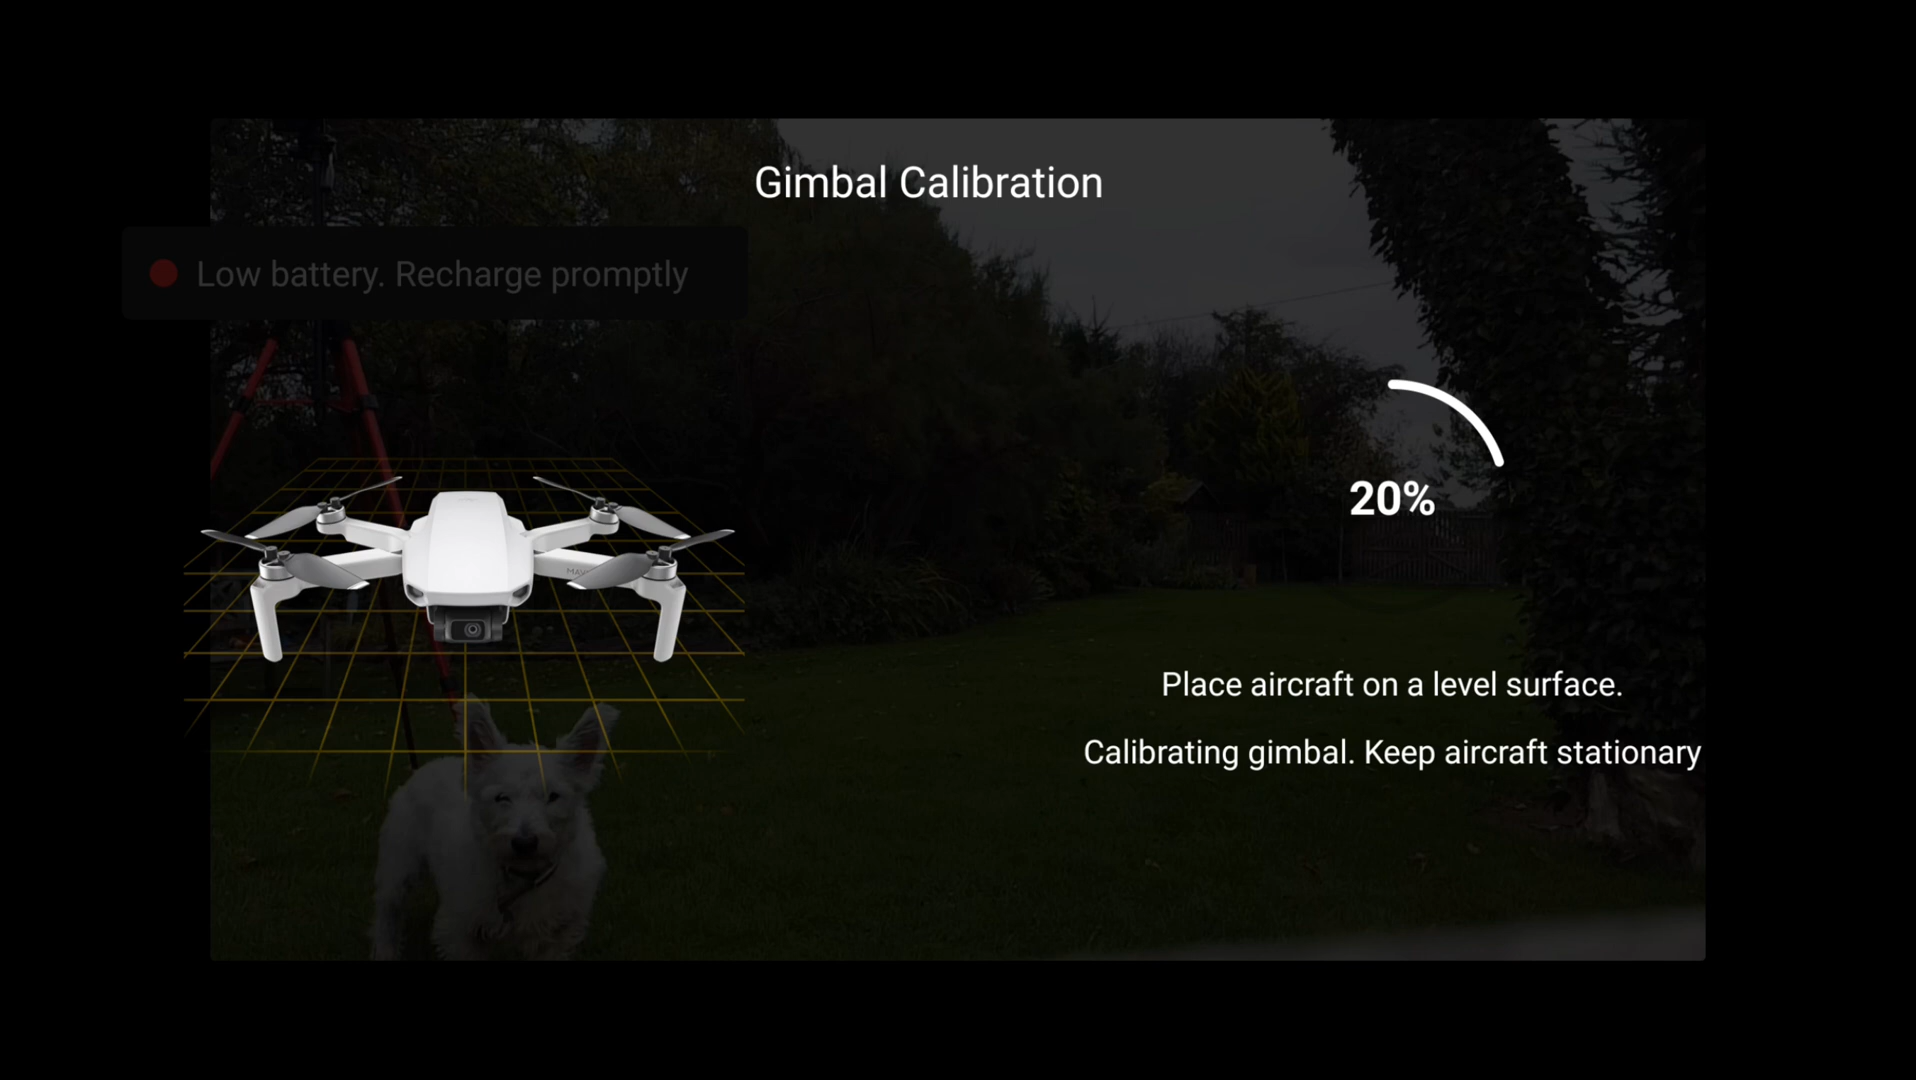 Gimbal Calibration
Low battery. Recharge promptly
20%
Place aircraft on a level surface.
Calibrating gimbal. Keep aircraft stationary